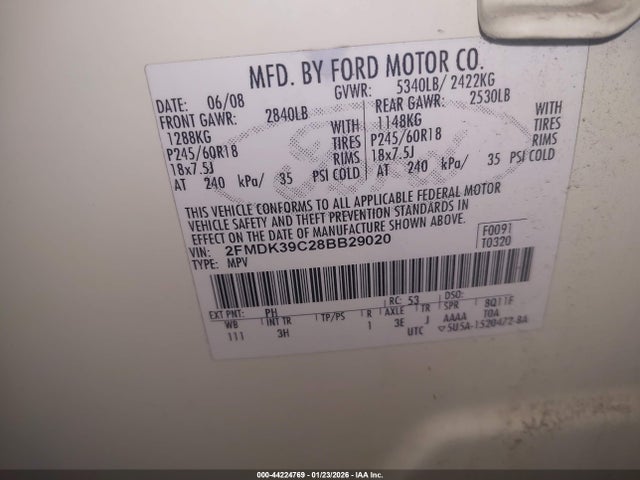 MFD. BY FORD MOTOR CO.
DATE: 06/08 GVWR: 5340LB/ 2422KG
FRONT GAWR: 2840LB REAR GAWR: 2530LB
1288KG WITH 1148KG WITH
P245/60R18 TIRES P245/60R18 TIRES
18x7.5J RIMS 18x7.5J RIMS
AT 240 kPa/ 35 PSI COLD AT 240 kPa/ 35 PSI COLD
THIS VEHICLE CONFORMS TO ALL APPLICABLE FEDERAL MOTOR
VEHICLE SAFETY AND THEFT PREVENTION STANDARDS IN
EFFECT ON THE DATE OF MANUFACTURE SHOWN ABOVE.
VIN: 2FMDK39C28BB29020 F0091
TYPE: MPV T0320
EXT PNT: PH RC: 53 DSO:
WB INT TR TP/PS R AXLE TR SPR 8Q11E
111 3H 1 3E J AAAA T0A
UTC
Ford
000-44224769 - 01/23/2026 - IAA Inc.